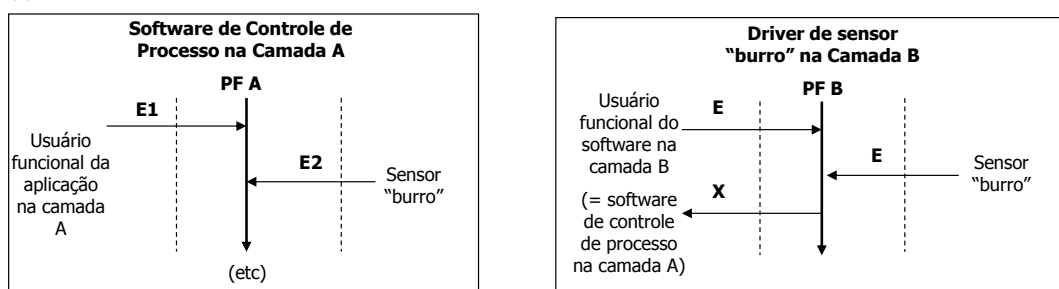 Software de Controle de
Processo na Camada A
PF A
E1
Usuário
funcional da
aplicação
na camada
A
E2
Sensor
“burro”
(etc)
Driver de sensor
“burro” na Camada B
PF B
Usuário
funcional do
software na
camada B
E
E
Sensor
“burro”
X
(= software
de controle
de processo
na camada A)